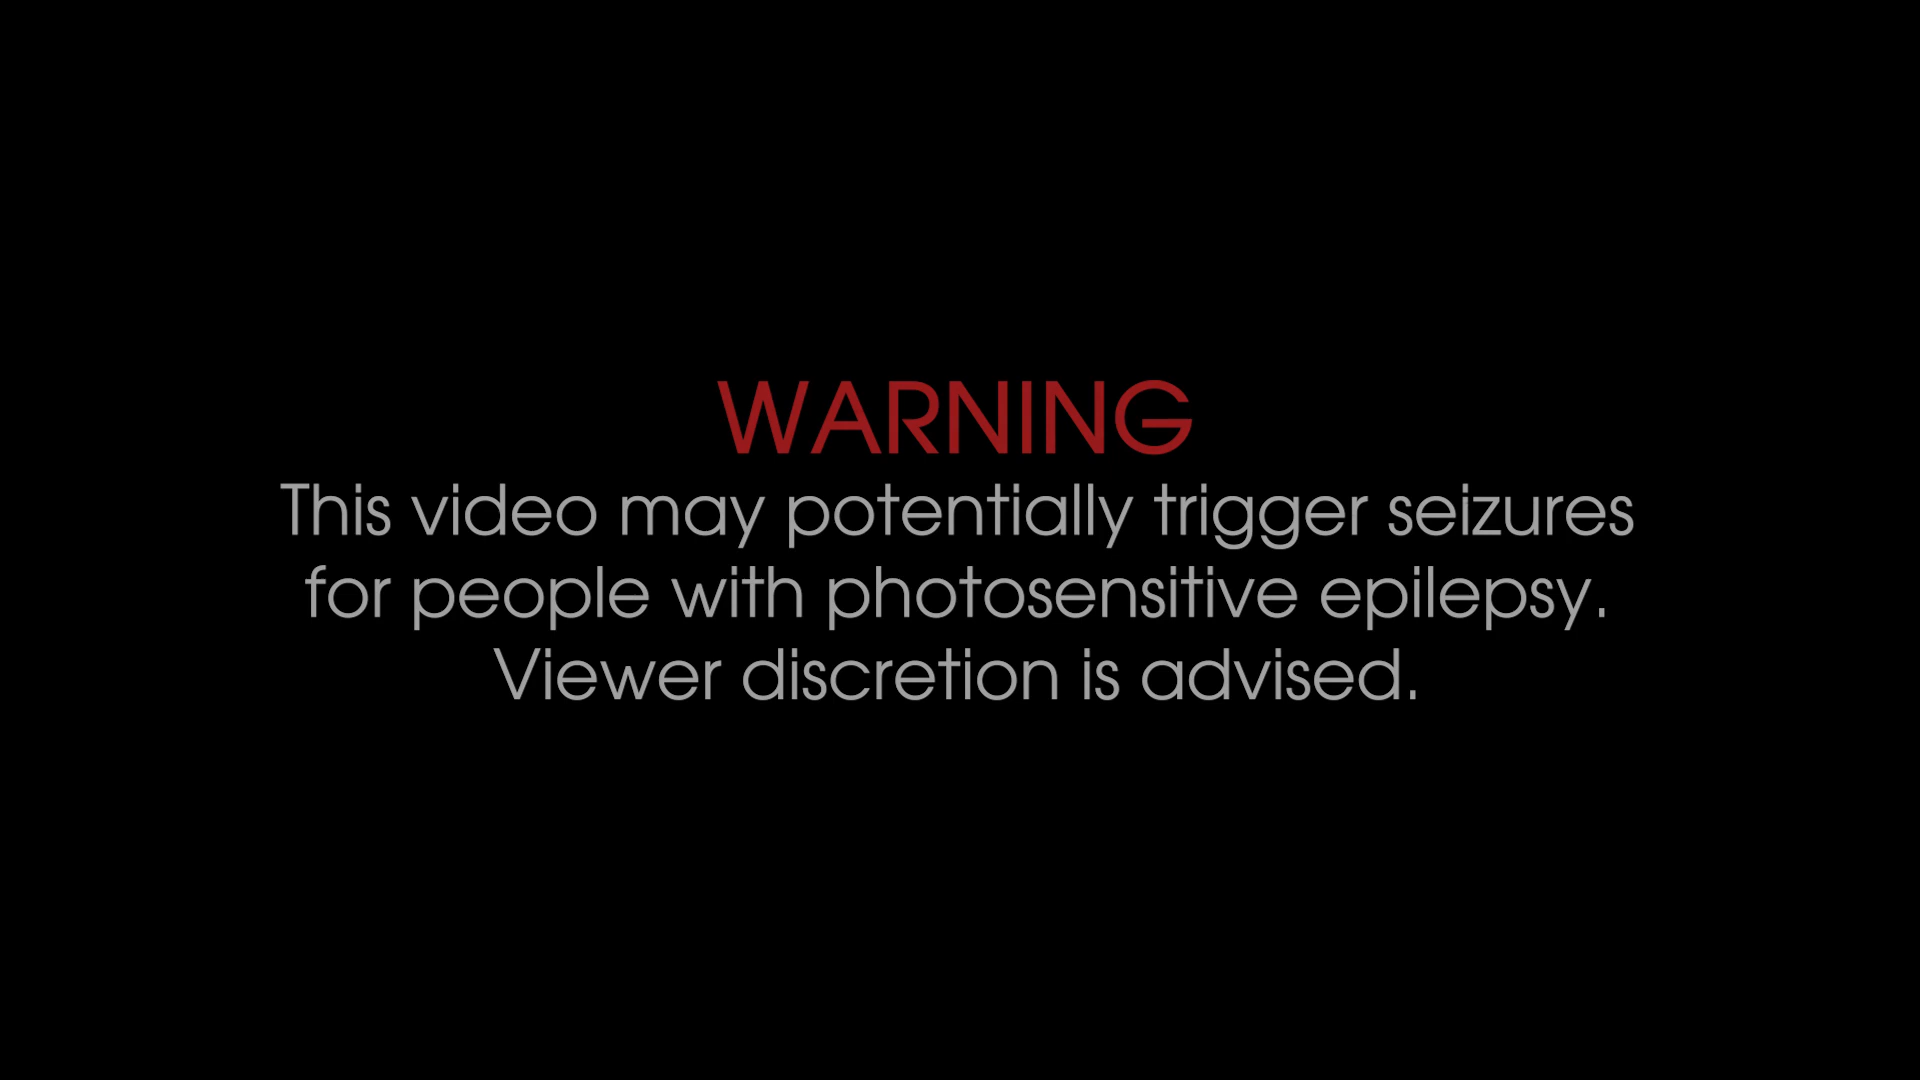 WARNING
This video may potentially trigger seizures
for people with photosensitive epilepsy.
Viewer discretion is advised.